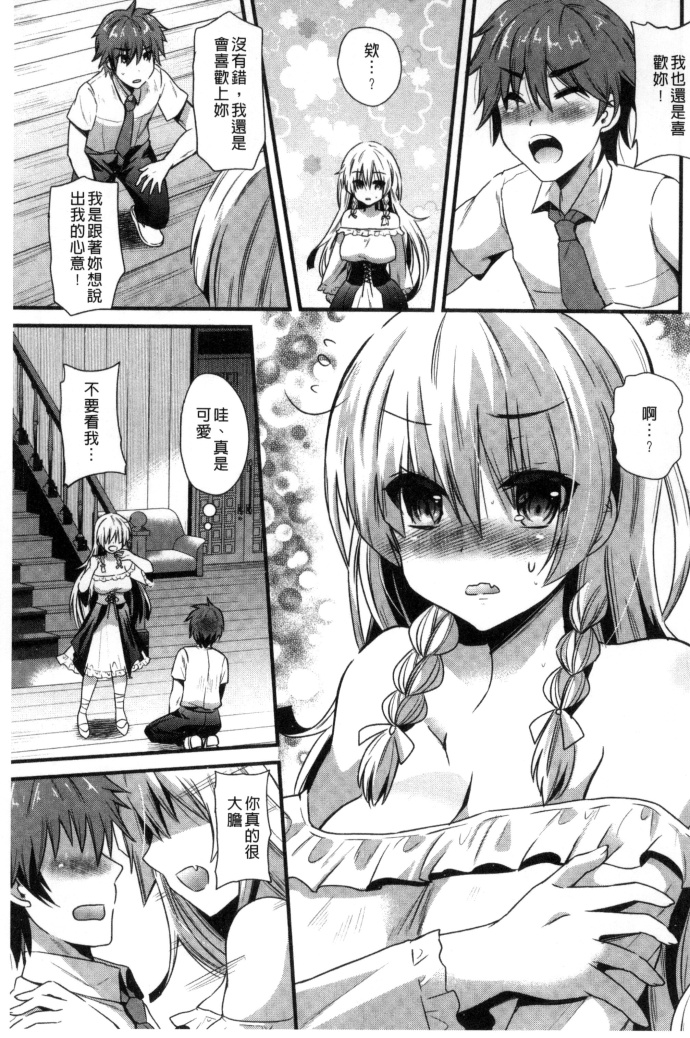 我也還是喜
歡妳！
欸…？
沒有錯，我還是
會喜歡上妳
我是跟著妳想說
出我的心意！
啊…？
哇、真是
可愛
不要看我…
你真的很
大膽